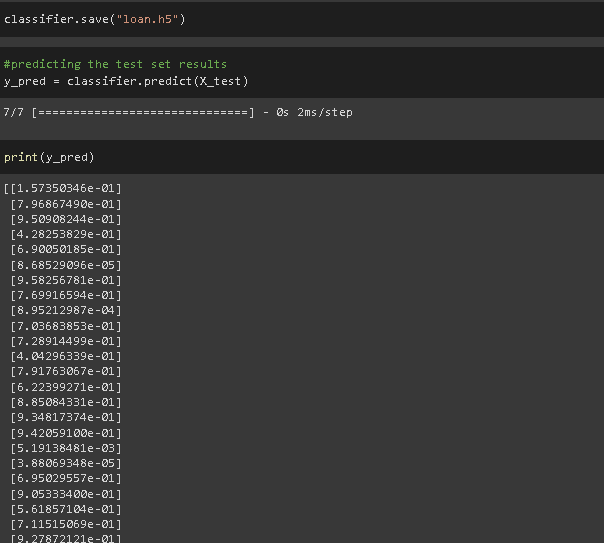 classifier.save("loan.h5")
#predicting the test set results
y_pred = classifier.predict(X_test)
7/7 [==============================] - 0s 2ms/step
print(y_pred)
[[1.57350346e-01]
[7.96867490e-01]
[9.50908244e-01]
[4.28253829e-01]
[6.90050185e-01]
[8.68529096e-05]
[9.58256781e-01]
[7.69916594e-01]
[8.95212987e-04]
[7.03683853e-01]
[7.28914499e-01]
[4.04296339e-01]
[7.91763067e-01]
[6.22399271e-01]
[8.85084331e-01]
[9.34817374e-01]
[9.42059100e-01]
[5.19138481e-03]
[3.88069348e-05]
[6.95029557e-01]
[9.05333400e-01]
[5.61857104e-01]
[7.11515069e-01]
[9.27872121e-01]